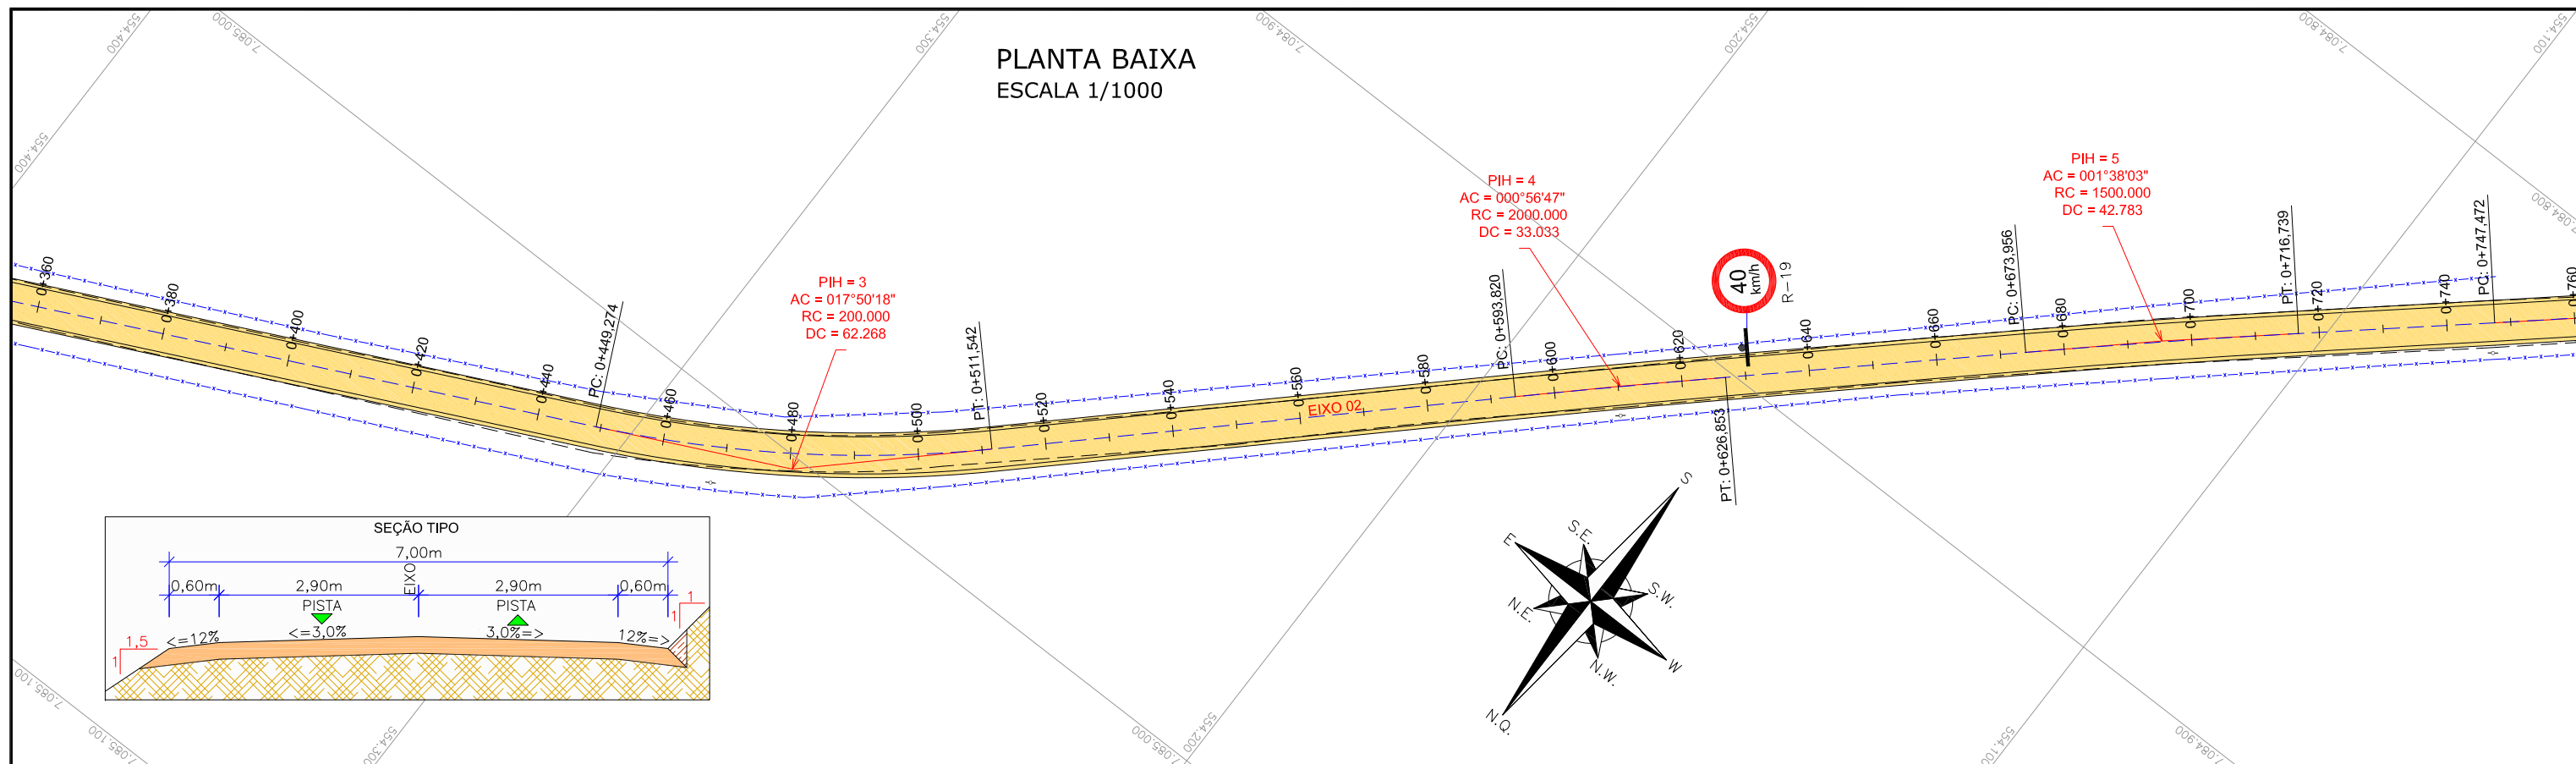 PLANTA BAIXA
ESCALA 1/1000
554.400
7.085.000
554.300
7.084.900
554.200
7.084.800
554.100
554.400
7.084.800
PIH = 3
AC = 017°50'18"
RC = 200.000
DC = 62.268
PIH = 4
AC = 000°56'47"
RC = 2000.000
DC = 33.033
PIH = 5
AC = 001°38'03"
RC = 1500.000
DC = 42.783
0+360
0+380
0+400
0+420
0+440
PC: 0+449,274
0+460
0+480
0+500
PT: 0+511,542
0+520
0+540
0+560
EIXO 02
0+580
PC: 0+593,820
0+600
0+620
PT: 0+626,853
40
km/h
R-19
0+640
0+660
PC: 0+673,956
0+680
0+700
PT: 0+716,739
0+720
0+740
PC: 0+747,472
0+760
SEÇÃO TIPO
7,00m
0,60m
2,90m
EIXO
2,90m
0,60m
PISTA
PISTA
<=12%
<=3,0%
3,0%=>
12%=>
1,5
1
1
1
S
S.E.
E
S.W.
N.E.
W
N.W.
N.Q.
7.085.100
7.085.100
554.300
7.085.000
554.200
554.100
7.084.900